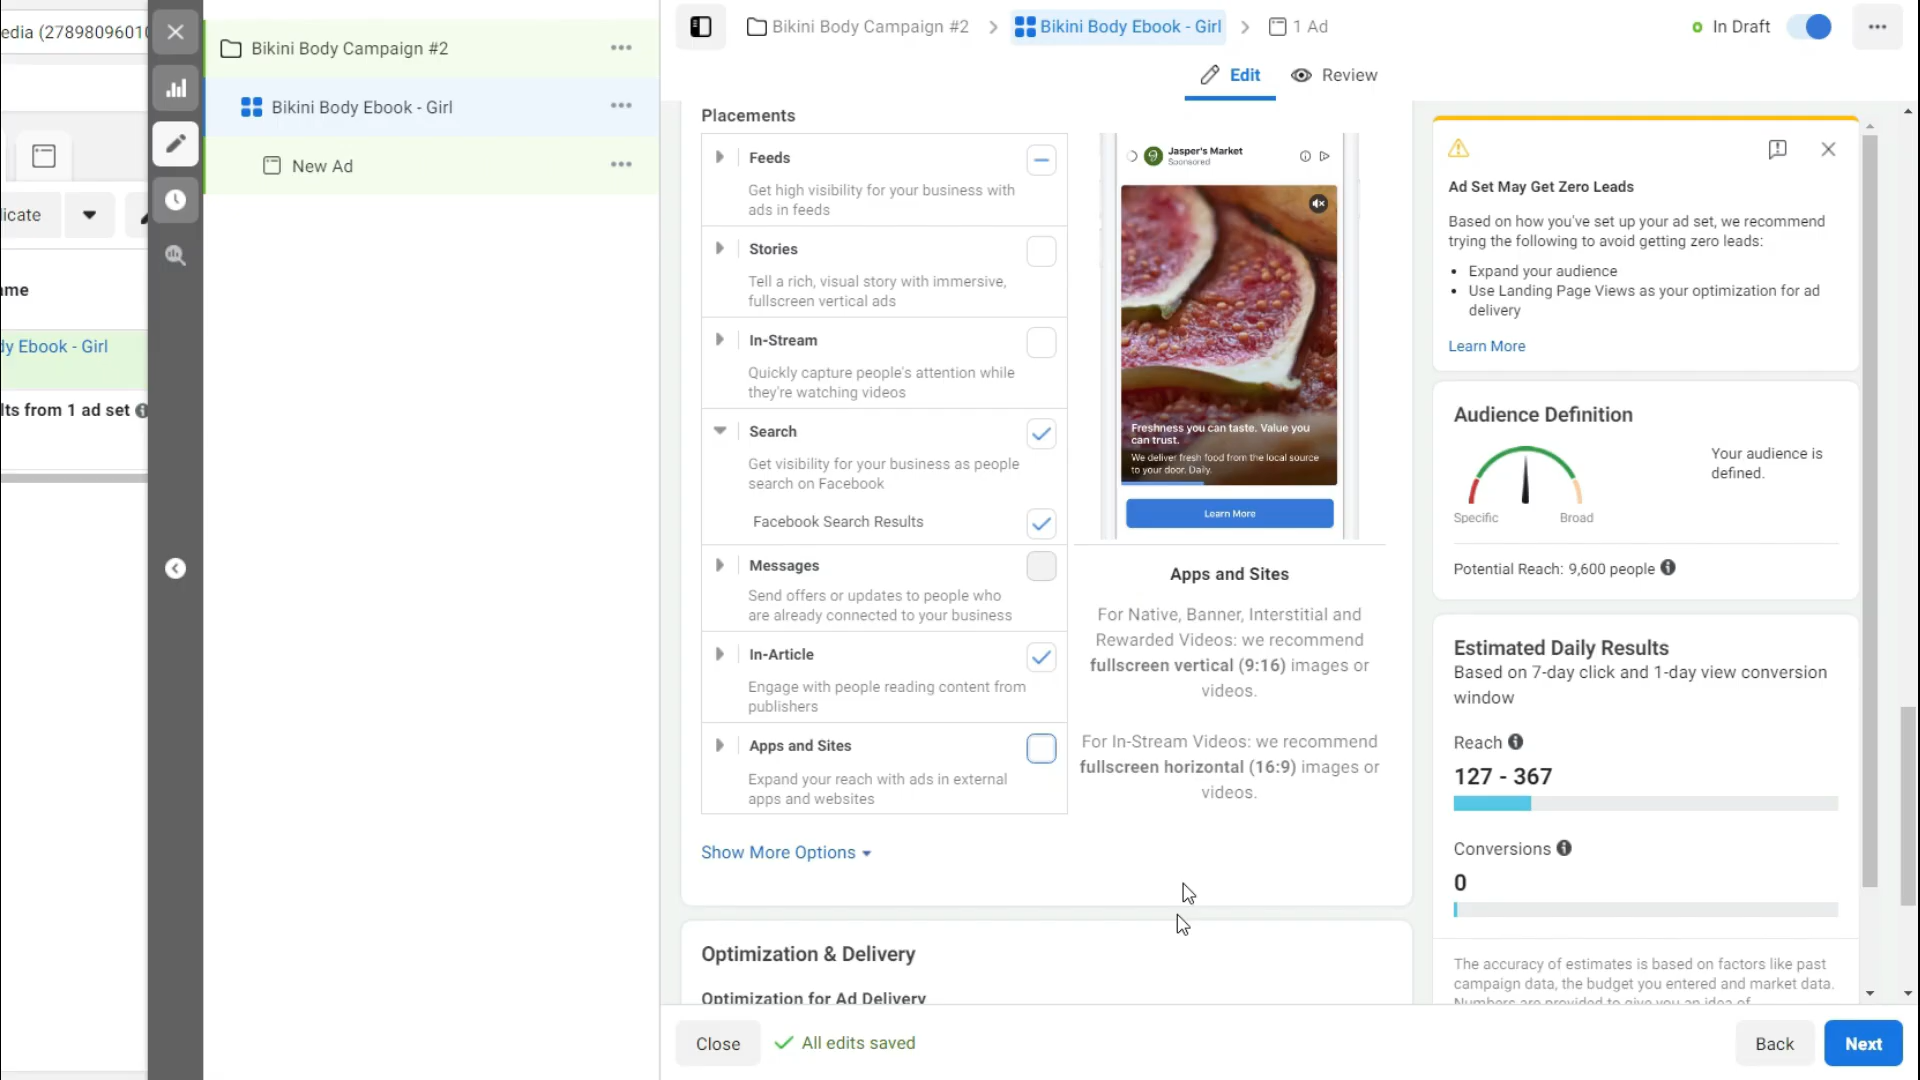 edia (27898096010
icate
ame
dy Ebook - Girl
lts from 1 ad set
Bikini Body Campaign #2
Bikini Body Ebook - Girl
New Ad
Bikini Body Campaign #2
Bikini Body Ebook - Girl
1 Ad
In Draft
Edit
Review
Placements
Feeds
Get high visibility for your business with
ads in feeds
Stories
Tell a rich, visual story with immersive,
fullscreen vertical ads
In-Stream
Quickly capture people's attention while
they're watching videos
Search
Get visibility for your business as people
search on Facebook
Facebook Search Results
Messages
Send offers or updates to people who
are already connected to your business
In-Article
Engage with people reading content from
publishers
Apps and Sites
Expand your reach with ads in external
apps and websites
Show More Options
Jasper's Market
Sponsored
Freshness you can taste. Value you
can trust.
We deliver fresh food from the local source
to your door. Daily.
Learn More
Apps and Sites
For Native, Banner, Interstitial and
Rewarded Videos: we recommend
fullscreen vertical (9:16) images or
videos.
For In-Stream Videos: we recommend
fullscreen horizontal (16:9) images or
videos.
Optimization & Delivery
Optimization for Ad Delivery
Ad Set May Get Zero Leads
Based on how you've set up your ad set, we recommend
trying the following to avoid getting zero leads:
• Expand your audience
• Use Landing Page Views as your optimization for ad
delivery
Learn More
Audience Definition
Your audience is
defined.
Specific
Broad
Potential Reach: 9,600 people
Estimated Daily Results
Based on 7-day click and 1-day view conversion
window
Reach
127 - 367
Conversions
0
The accuracy of estimates is based on factors like past
campaign data, the budget you entered and market data.
Numbers are provided to give you an idea of
Close
All edits saved
Back
Next